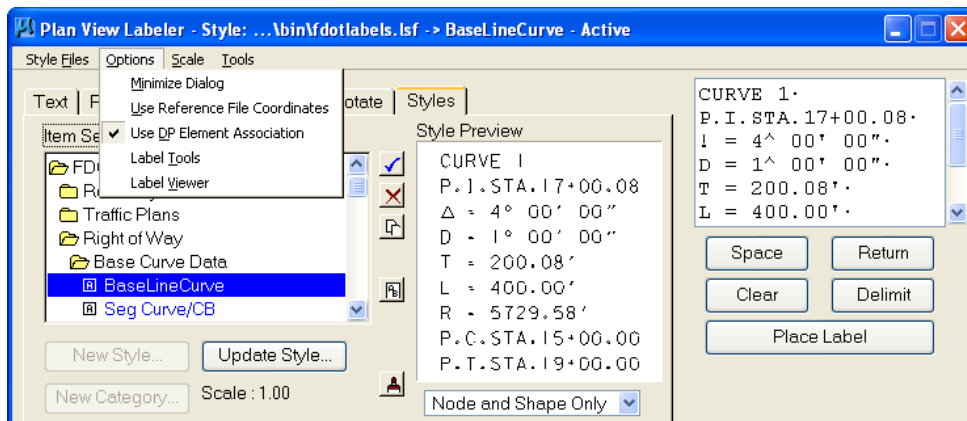 Plan View Labeler - Style: ...\bin\fdotlabels.lsf -> BaseLineCurve - Active
Style Files Options Scale Tools
Minimize Dialog
Use Reference File Coordinates
Use DP Element Association
Label Tools
Label Viewer
Text
otate
Styles
Item Se
FD
R
Traffic Plans
Right of Way
Base Curve Data
BaseLineCurve
Seg Curve/CB
New Style...
Update Style...
New Category...
Scale : 1.00
Style Preview
CURVE 1
P.I.STA.17+00.08
Δ = 4° 00' 00"
D = 1° 00' 00"
T = 200.08'
L = 400.00'
R = 5729.58'
P.C.STA.15+00.00
P.T.STA.19+00.00
Node and Shape Only
CURVE 1·
P.I.STA.17+00.08·
! = 4^ 00' 00"·
D = 1^ 00' 00"·
T = 200.08'·
L = 400.00'·
Space
Return
Clear
Delimit
Place Label